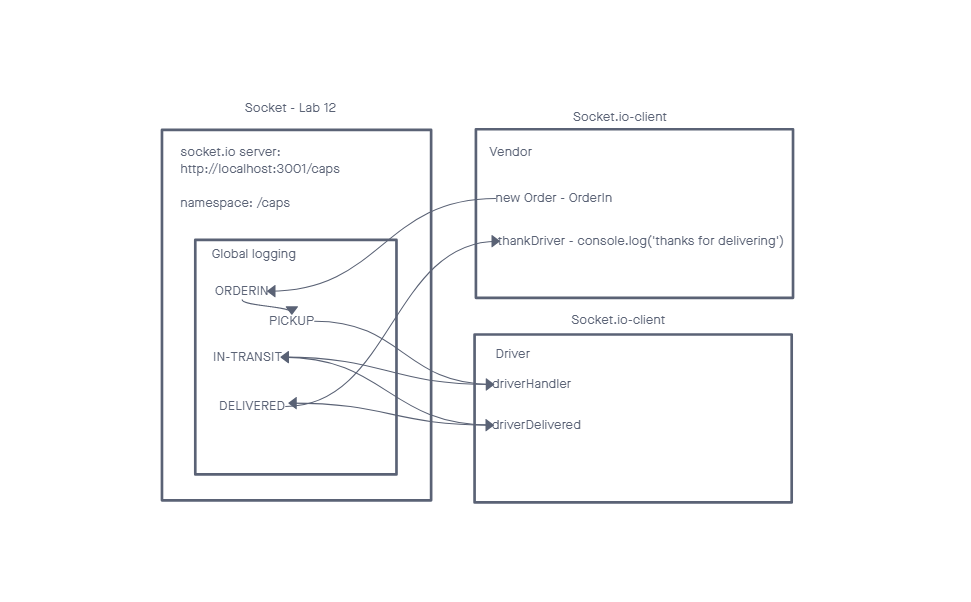 Socket - Lab 12
socket.io server:
http://localhost:3001/caps
namespace: /caps
Global logging
ORDERIN
PICKUP
IN-TRANSIT
DELIVERED
Socket.io-client
Vendor
new Order - OrderIn
thankDriver - console.log('thanks for delivering')
Socket.io-client
Driver
driverHandler
driverDelivered